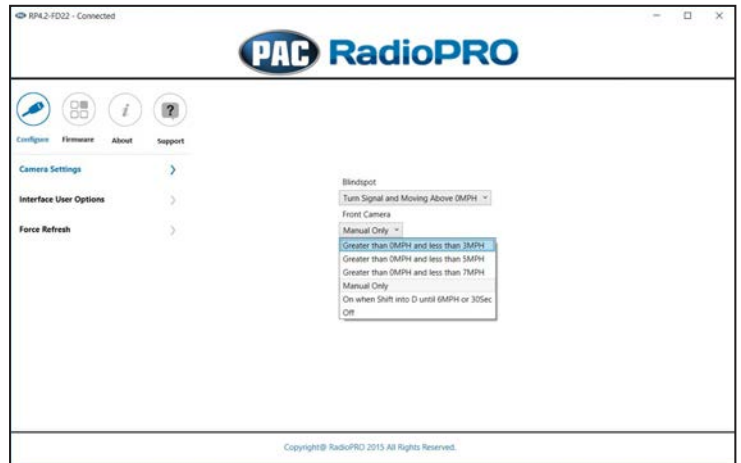 RP4.2-FD22 - Connected
PAC RadioPRO
Configure Firmware About Support
Camera Settings
Interface User Options
Force Refresh
Blindspot
Turn Signal and Moving Above 0MPH
Front Camera
Manual Only
Greater than 0MPH and less than 3MPH
Greater than 0MPH and less than 5MPH
Greater than 0MPH and less than 7MPH
Manual Only
On when Shift into D until 6MPH or 30Sec
Off
Copyright@ RadioPRO 2015 All Rights Reserved.